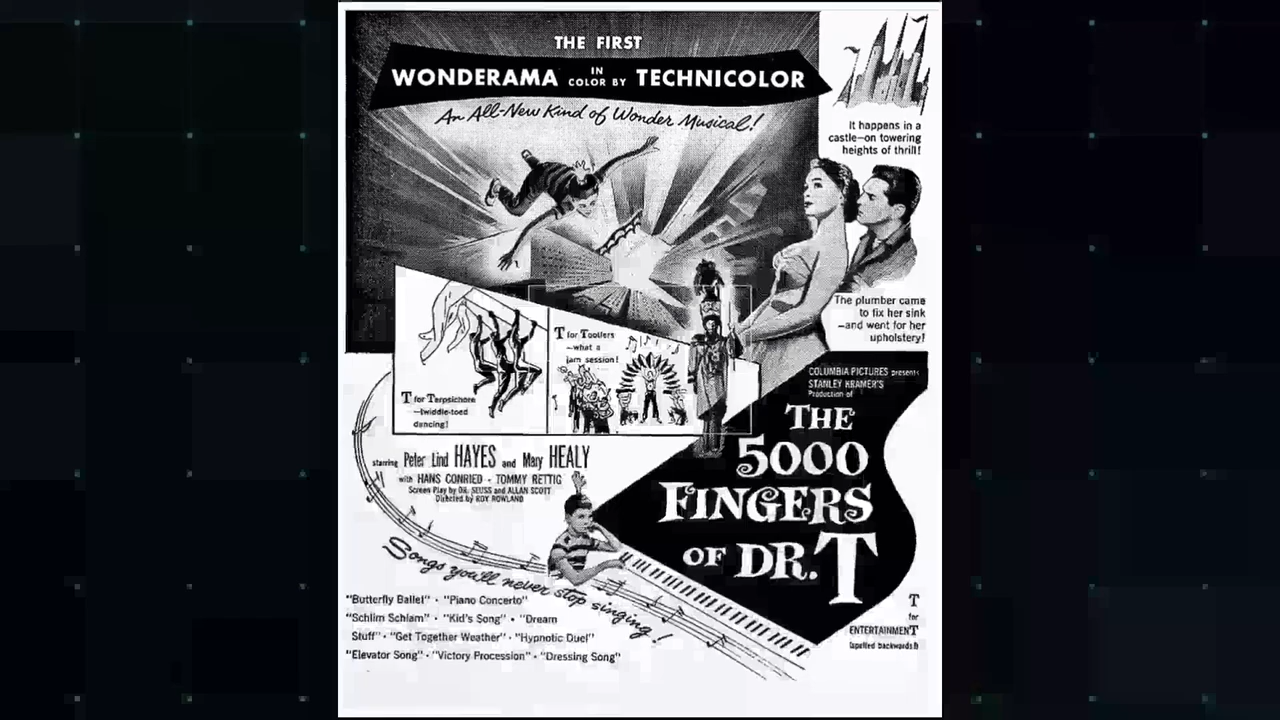 THE FIRST
WONDERAMA IN COLOR BY TECHNICOLOR
An All-New Kind of Wonder Musical!
It happens in a
castle—on towering
heights of thrill!
The plumber came
to fix her sink
—and went for her
upholstery!
T for Terpsichore
—twiddle-toed
dancing!
T for Tootlers
—what a
jam session!
COLUMBIA PICTURES presents
STANLEY KRAMER'S
Production of
THE
5000
FINGERS
OF DR. T
starring Peter Lind HAYES and Mary HEALY
with HANS CONRIED · TOMMY RETTIG
Screen Play by DR. SEUSS and ALLAN SCOTT
Directed by ROY ROWLAND
Songs you'll never stop singing!
"Butterfly Ballet" · "Piano Concerto"
"Schlim Schlam" · "Kid's Song" · "Dream
Stuff" · "Get Together Weather" · "Hypnotic Duel"
"Elevator Song" · "Victory Procession" · "Dressing Song"
T
for
ENTERTAINMENT
(spelled backwards!)